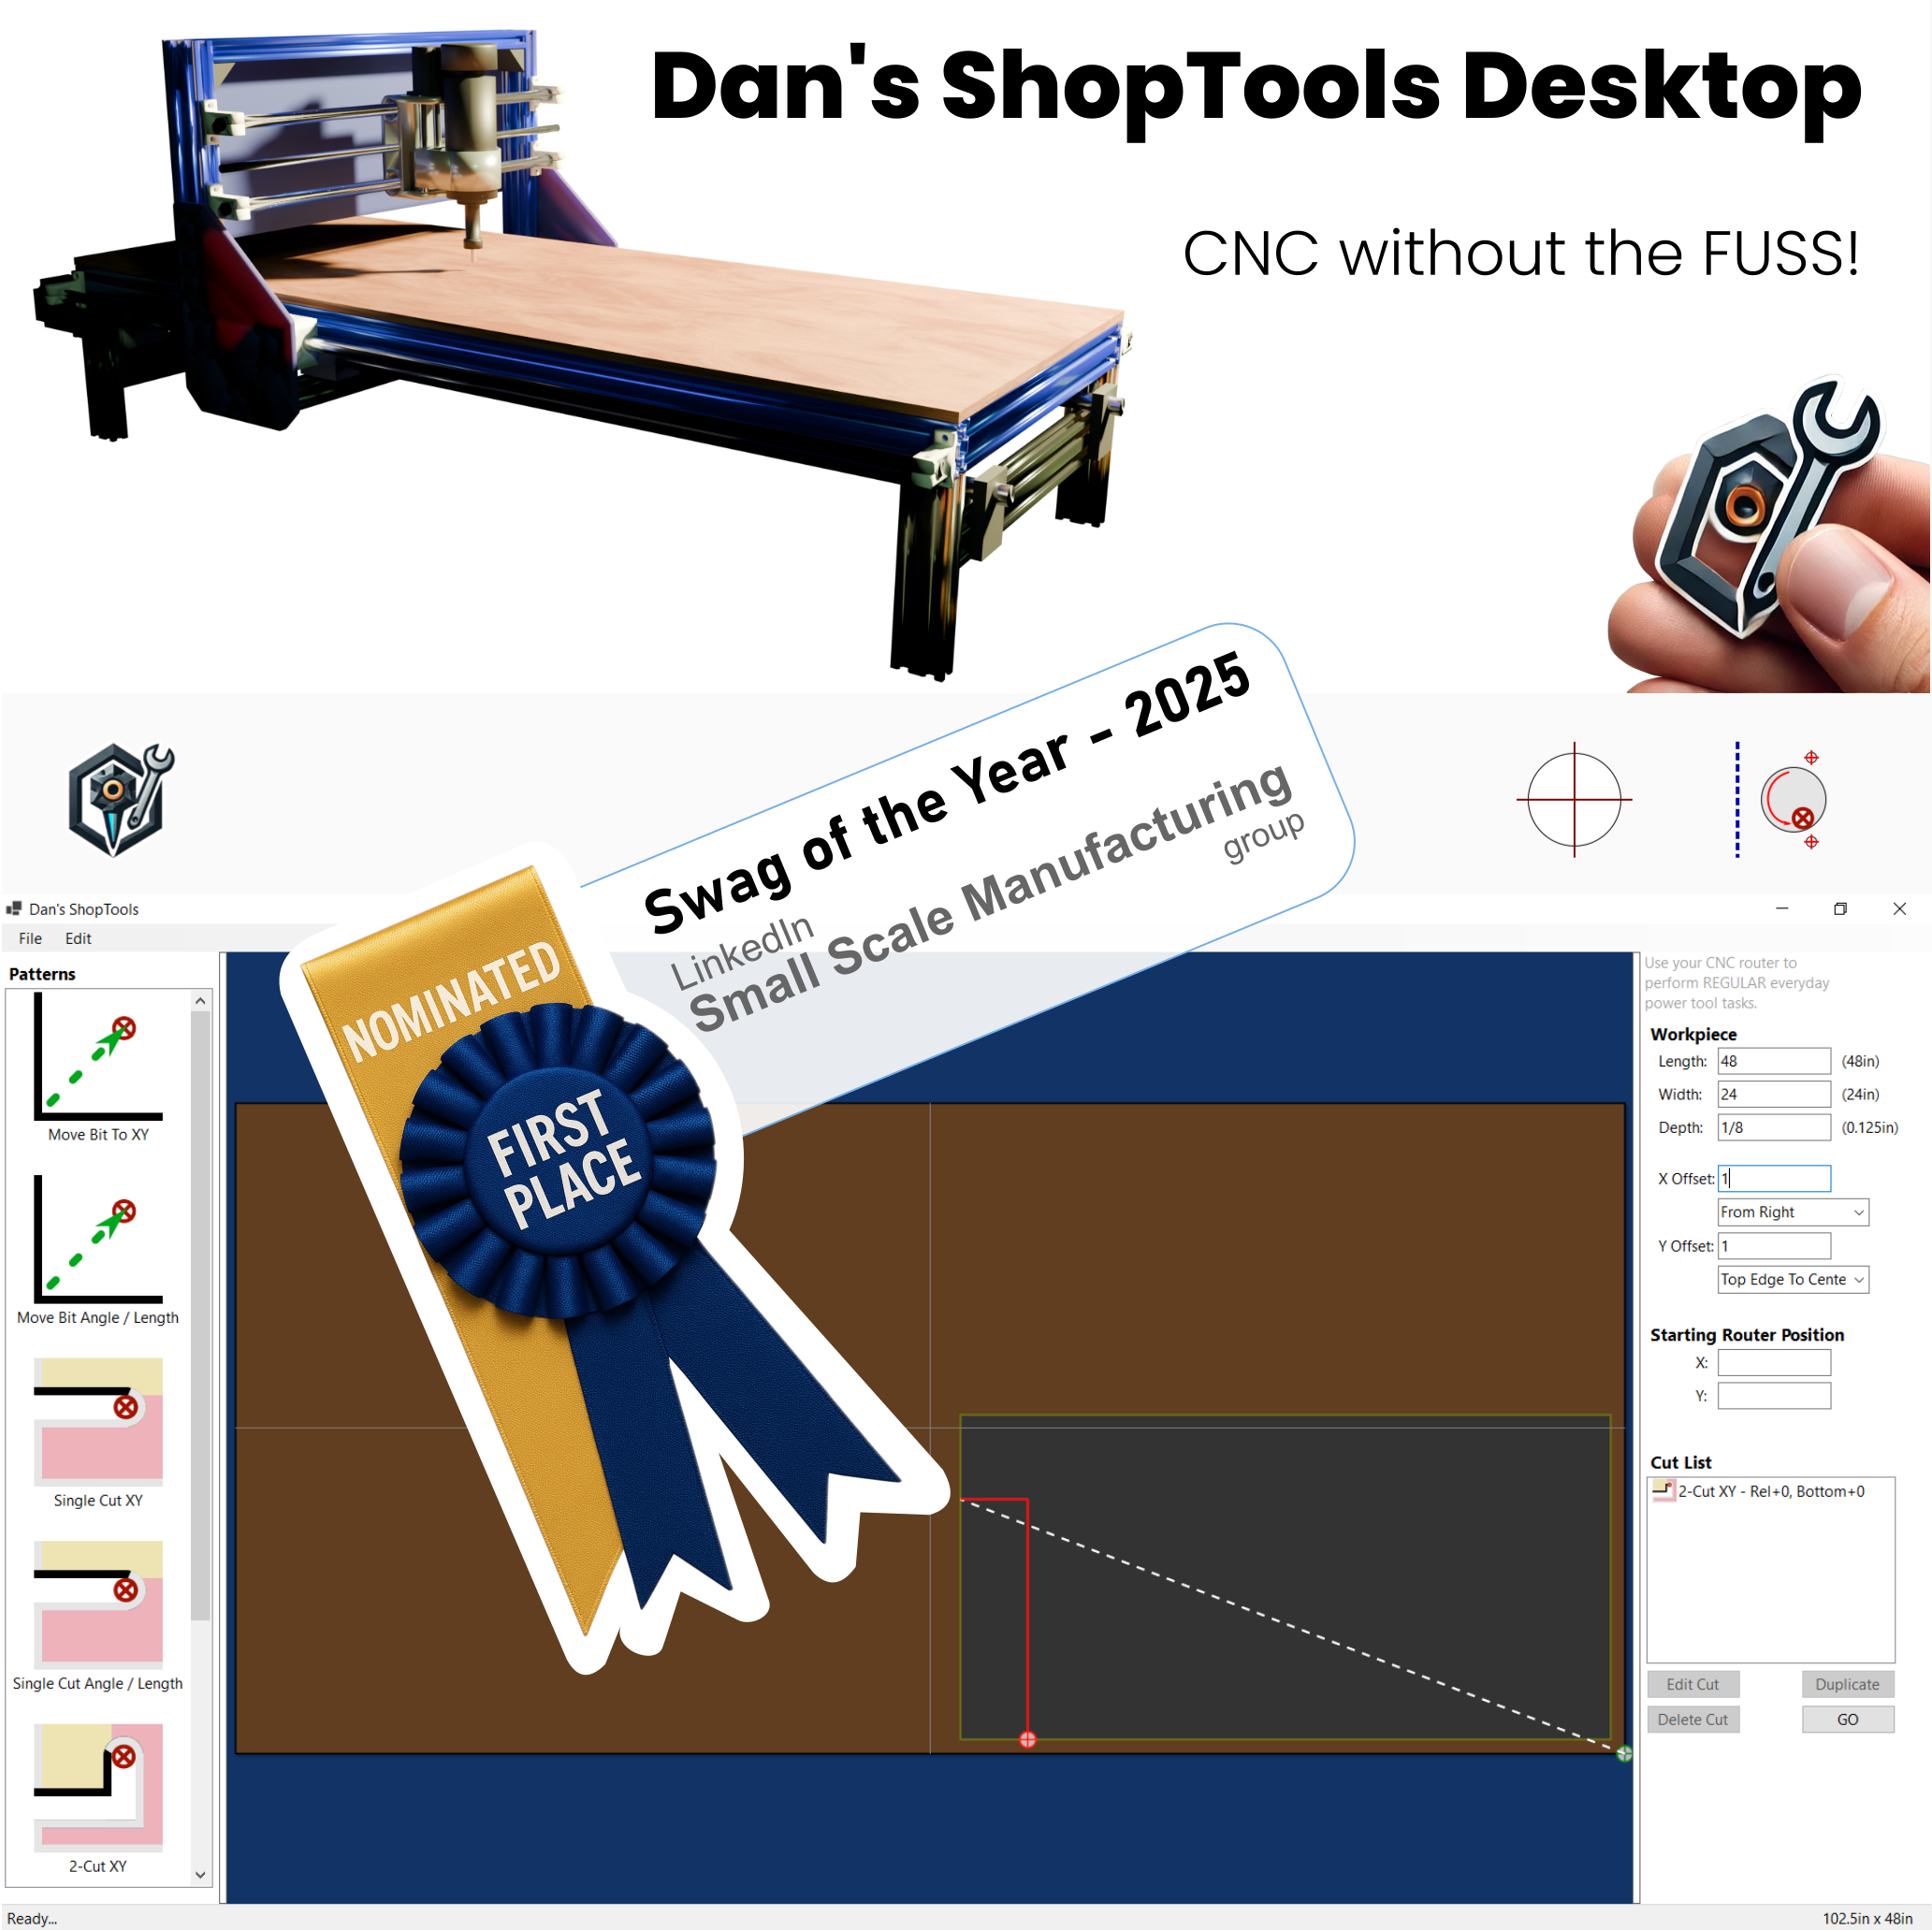 Dan's ShopTools Desktop
CNC without the FUSS!
Swag of the Year - 2025
LinkedIn
Small Scale Manufacturing
group
NOMINATED
FIRST
PLACE
Dan's ShopTools
File Edit
Patterns
Move Bit To XY
Move Bit Angle / Length
Single Cut XY
Single Cut Angle / Length
2-Cut XY
Use your CNC router to
perform REGULAR everyday
power tool tasks.
Workpiece
Length: 48 (48in)
Width: 24 (24in)
Depth: 1/8 (0.125in)
X Offset: 1
From Right
Y Offset: 1
Top Edge To Cente
Starting Router Position
X:
Y:
Cut List
2-Cut XY - Rel+0, Bottom+0
Edit Cut Duplicate
Delete Cut GO
Ready... 102.5in x 48in